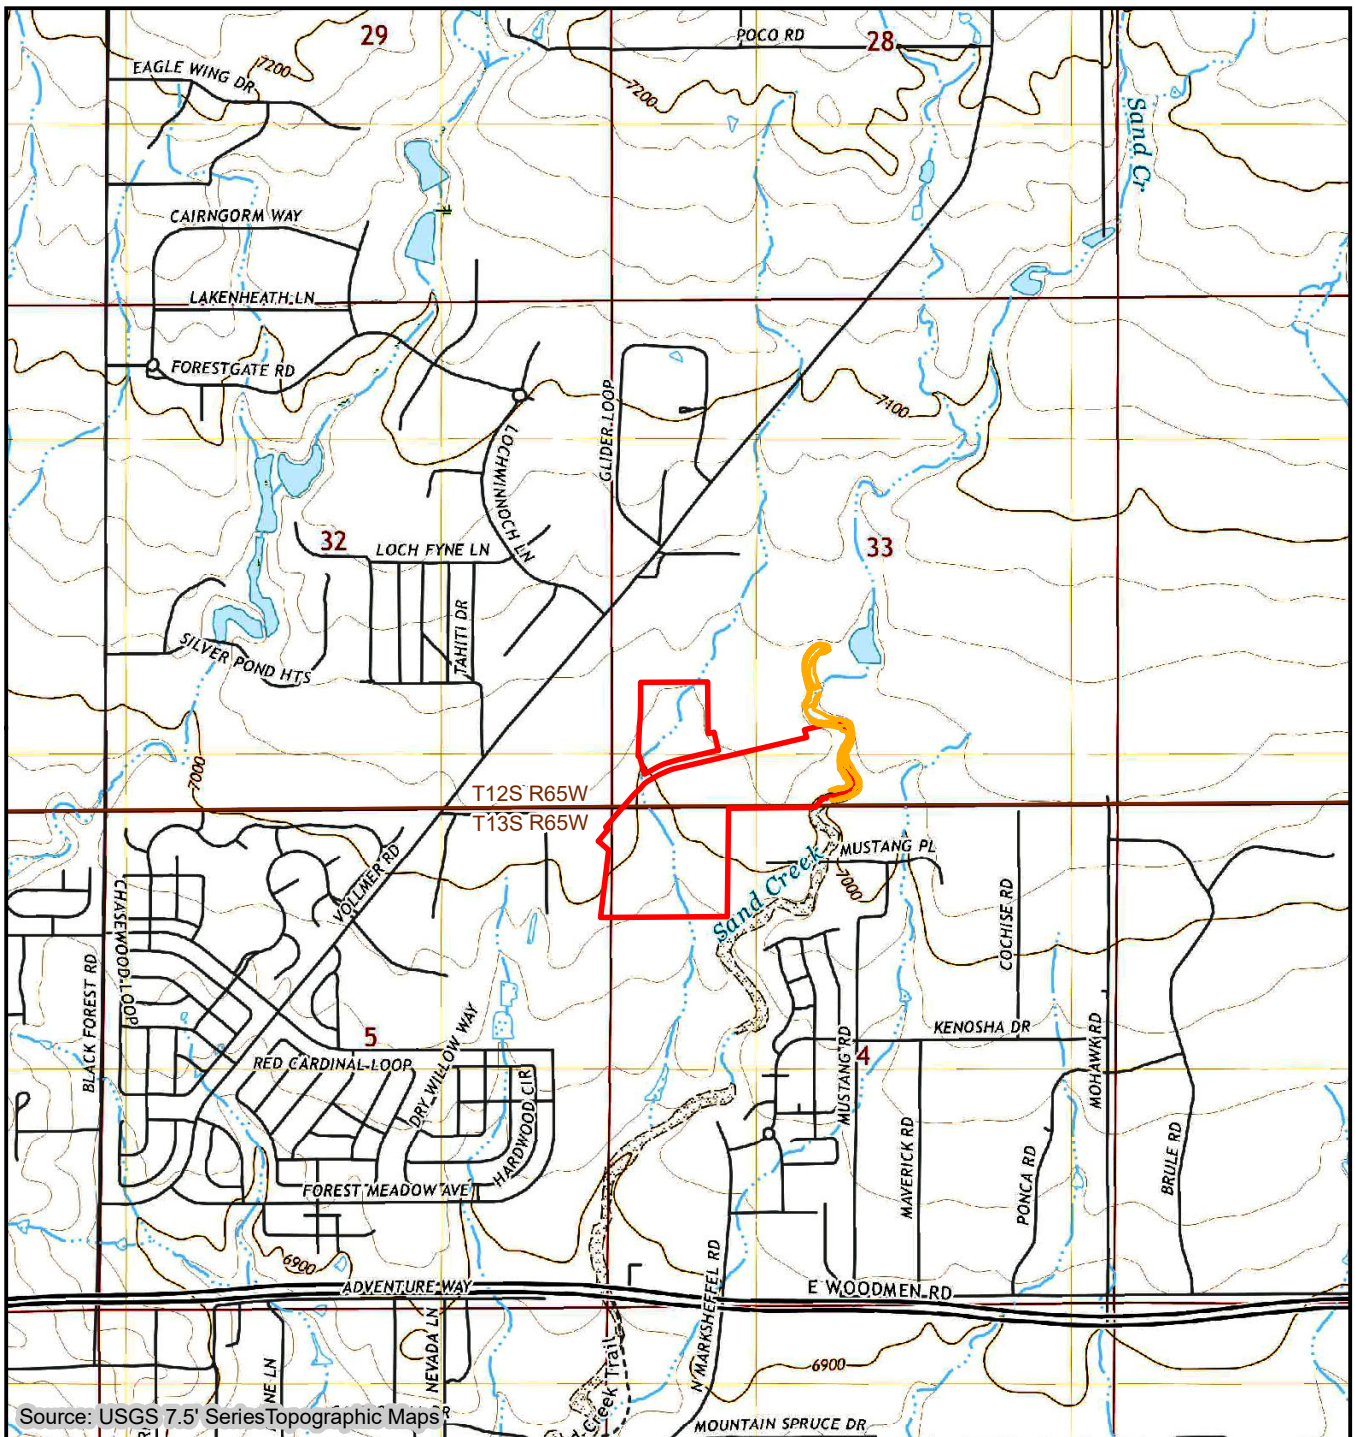 29
POCO RD
28
EAGLE WING DR
7200
7200
Sand Cr
CAIRNGORM WAY
LAKENHEATH LN
FORESTGATE RD
GLIDER LOOP
7100
LOCHWINNOCH LN
32
LOCH FYNE LN
33
TAHITI DR
SILVER POND HTS
7000
T12S R65W
T13S R65W
VOLLMER RD
MUSTANG PL
7000
Sand Creek
CHASEWOOD LOOP
BLACK FOREST RD
COCHISE RD
5
RED CARDINAL LOOP
DRY WILLOW WAY
HARDWOOD CIR
KENOSHA DR
4
MUSTANG RD
MOHAWK RD
MAVERICK RD
PONCA RD
BRULE RD
FOREST MEADOW AVE
6900
ADVENTURE WAY
E WOODMEN RD
N MARKSHEFFEL RD
NEVADA LN
NE LN
6900
Creek Trail
MOUNTAIN SPRUCE DR
Source: USGS 7.5' SeriesTopographic Maps